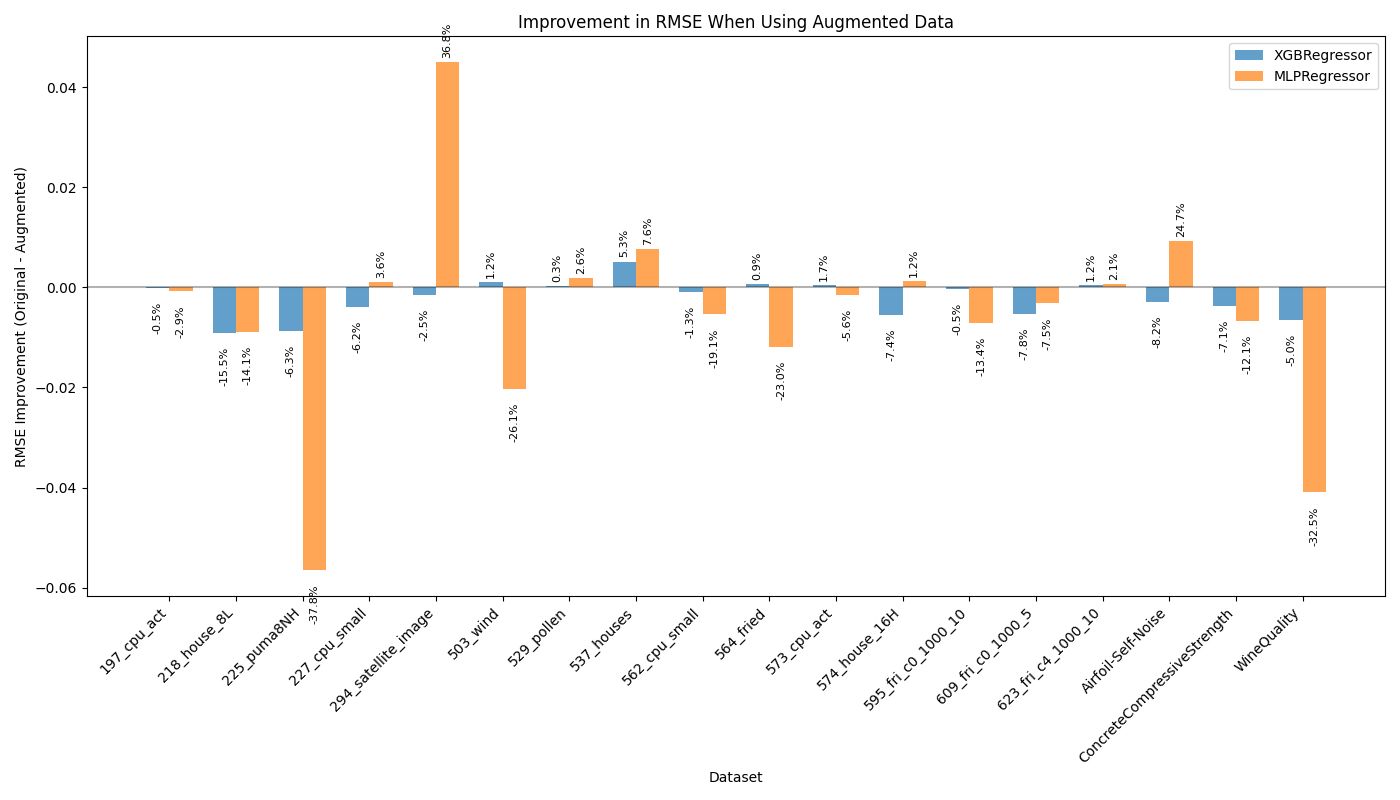 Improvement in RMSE When Using Augmented Data
XGBRegressor
MLPRegressor
RMSE Improvement (Original - Augmented)
0.04
0.02
0.00
−0.02
−0.04
−0.06
-0.5%
-2.9%
-15.5%
-14.1%
-6.3%
-37.8%
-6.2%
3.6%
-2.5%
36.8%
1.2%
-26.1%
0.3%
2.6%
5.3%
7.6%
-1.3%
-19.1%
0.9%
-23.0%
1.7%
-5.6%
-7.4%
1.2%
-0.5%
-13.4%
-7.8%
-7.5%
1.2%
2.1%
-8.2%
24.7%
-7.1%
-12.1%
-5.0%
-32.5%
197_cpu_act
218_house_8L
225_puma8NH
227_cpu_small
294_satellite_image
503_wind
529_pollen
537_houses
562_cpu_small
564_fried
573_cpu_act
574_house_16H
595_fri_c0_1000_10
609_fri_c0_1000_5
623_fri_c4_1000_10
Airfoil-Self-Noise
ConcreteCompressiveStrength
WineQuality
Dataset